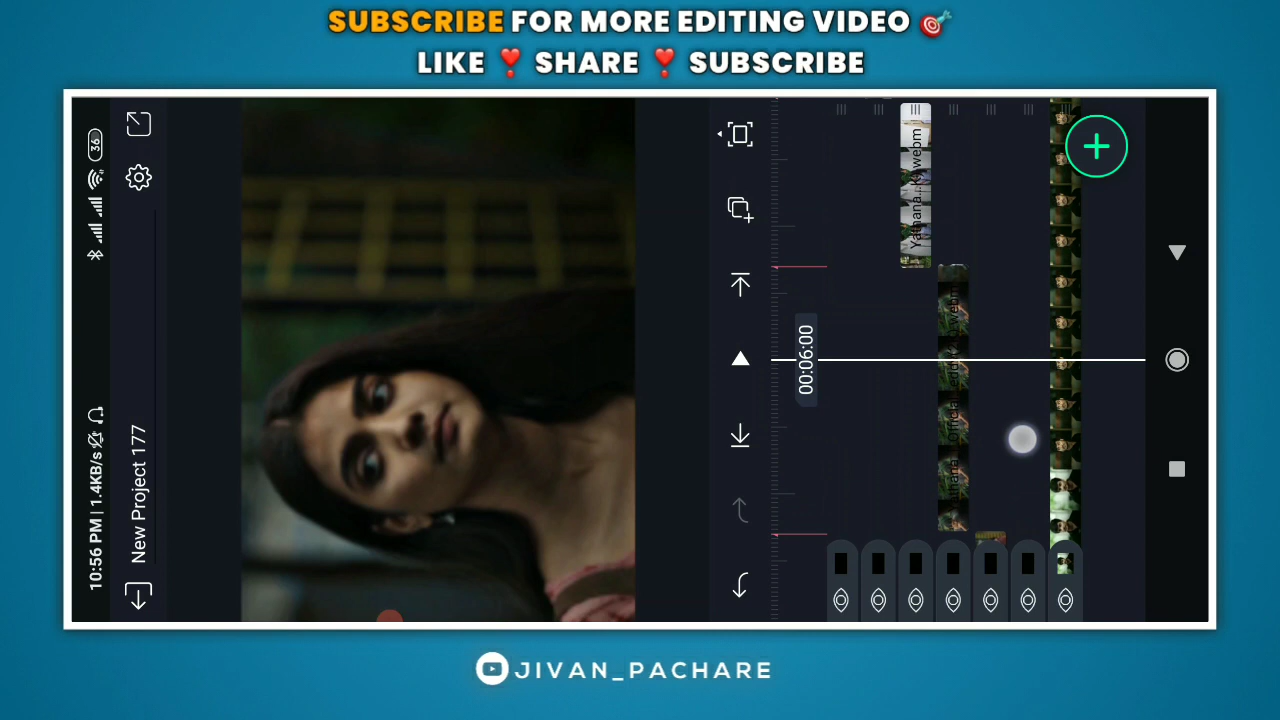 SUBSCRIBE FOR MORE EDITING VIDEO
LIKE SHARE SUBSCRIBE
10:56 PM | 1.4KB/s
36
New Project 177
00:06:00
JIVAN_PACHARE